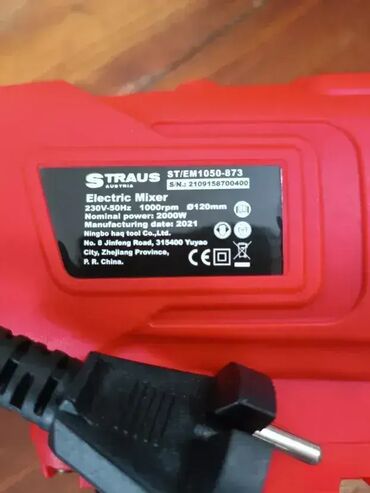 STRAUS
AUSTRIA
ST/EM1050-873
S/N.: 2109158700400
Electric Mixer
230V-50Hz 1000rpm Ø120mm
Nominal power: 2000W
Manufacturing date: 2021
Ningbo haq tool Co.,Ltd.
No. 8 Jinfeng Road, 315400 Yuyao
City, Zhejiang Province,
P. R. China.
CE